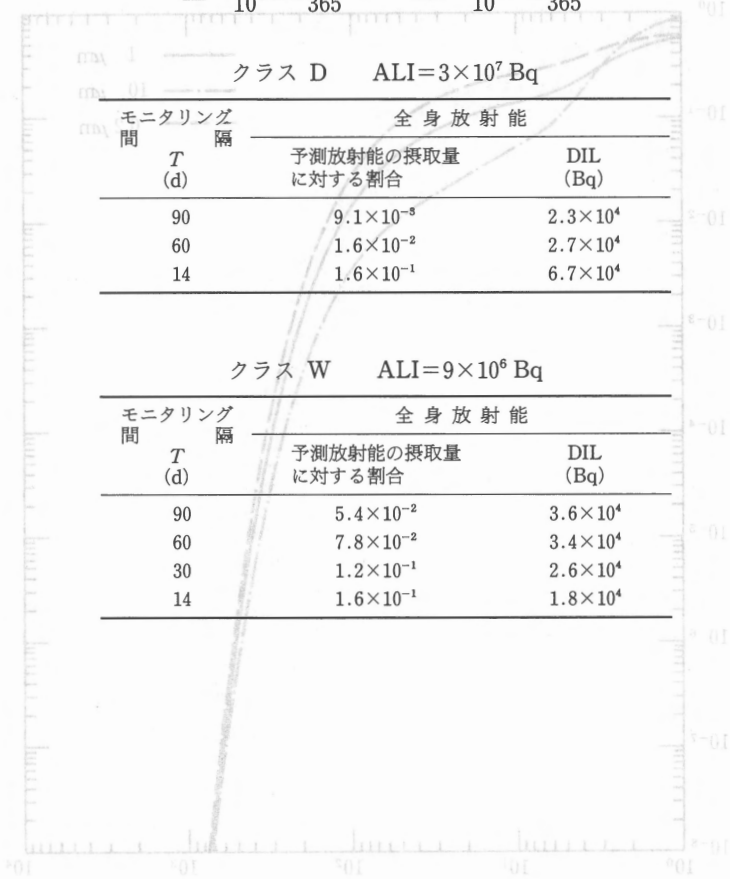 10 365 10 365
クラス D ALI=3×10⁷ Bq
モニタリング間隔 T (d)
全身放射能
予測放射能の摂取量に対する割合
DIL (Bq)
90 9.1×10⁻³ 2.3×10⁴
60 1.6×10⁻² 2.7×10⁴
14 1.6×10⁻¹ 6.7×10⁴
クラス W ALI=9×10⁶ Bq
モニタリング間隔 T (d)
全身放射能
予測放射能の摂取量に対する割合
DIL (Bq)
90 5.4×10⁻² 3.6×10⁴
60 7.8×10⁻² 3.4×10⁴
30 1.2×10⁻¹ 2.6×10⁴
14 1.6×10⁻¹ 1.8×10⁴